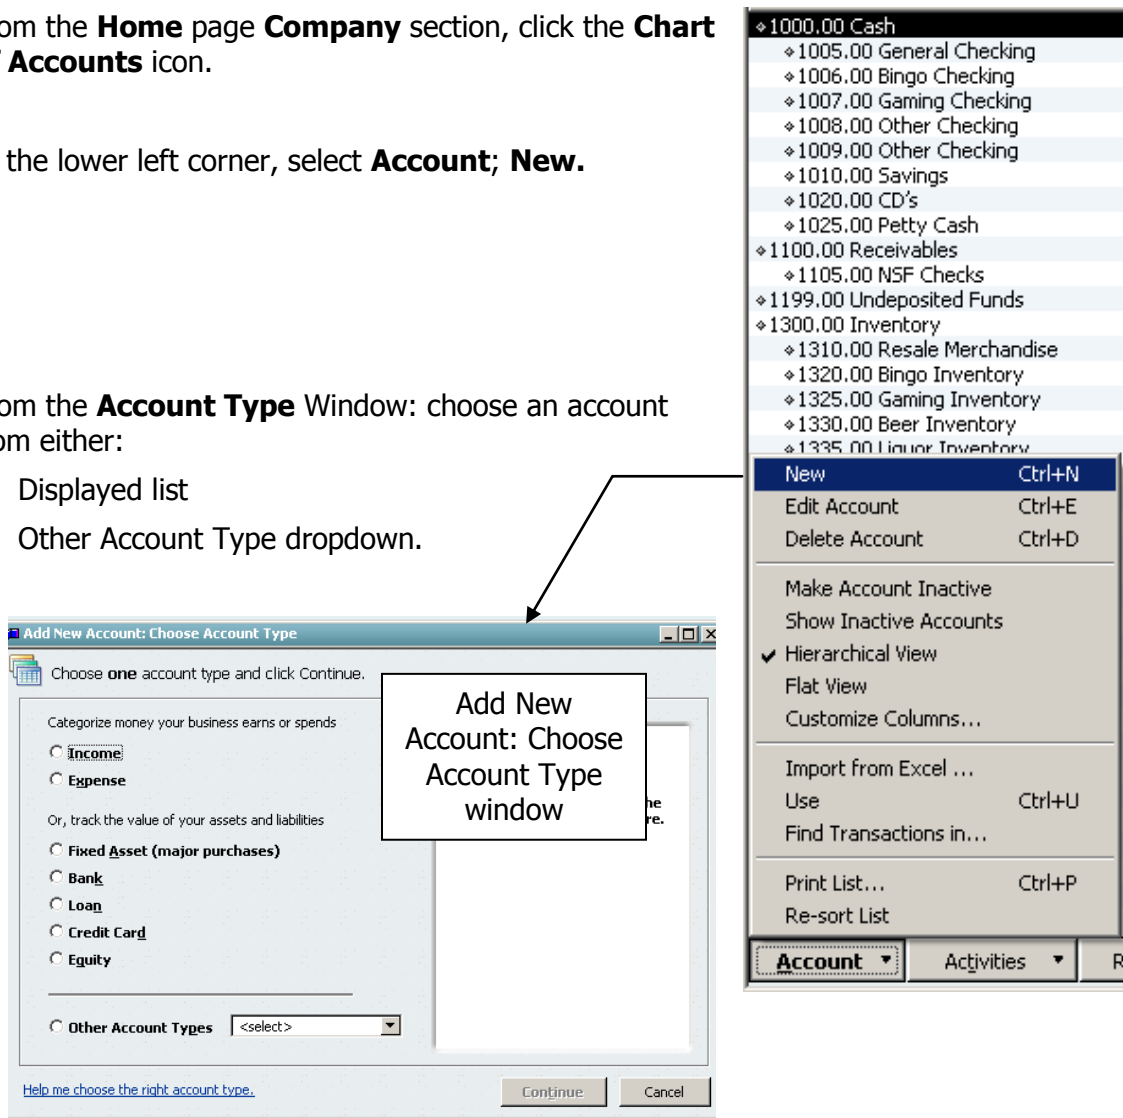 om the Home page Company section, click the Chart
f Accounts icon.
the lower left corner, select Account; New.
om the Account Type Window: choose an account
om either:
Displayed list
Other Account Type dropdown.
1000.00 Cash
1005.00 General Checking
1006.00 Bingo Checking
1007.00 Gaming Checking
1008.00 Other Checking
1009.00 Other Checking
1010.00 Savings
1020.00 CD's
1025.00 Petty Cash
1100.00 Receivables
1105.00 NSF Checks
1199.00 Undeposited Funds
1300.00 Inventory
1310.00 Resale Merchandise
1320.00 Bingo Inventory
1325.00 Gaming Inventory
1330.00 Beer Inventory
1335.00 Liquor Inventory
New Ctrl+N
Edit Account Ctrl+E
Delete Account Ctrl+D
Make Account Inactive
Show Inactive Accounts
Hierarchical View
Flat View
Customize Columns...
Import from Excel ...
Use Ctrl+U
Find Transactions in...
Print List... Ctrl+P
Re-sort List
Account Activities R
Add New Account: Choose Account Type
Choose one account type and click Continue.
Categorize money your business earns or spends
Income
Expense
Or, track the value of your assets and liabilities
Fixed Asset (major purchases)
Bank
Loan
Credit Card
Equity
Other Account Types <select>
Add New
Account: Choose
Account Type
window
he
re.
Help me choose the right account type.
Continue Cancel